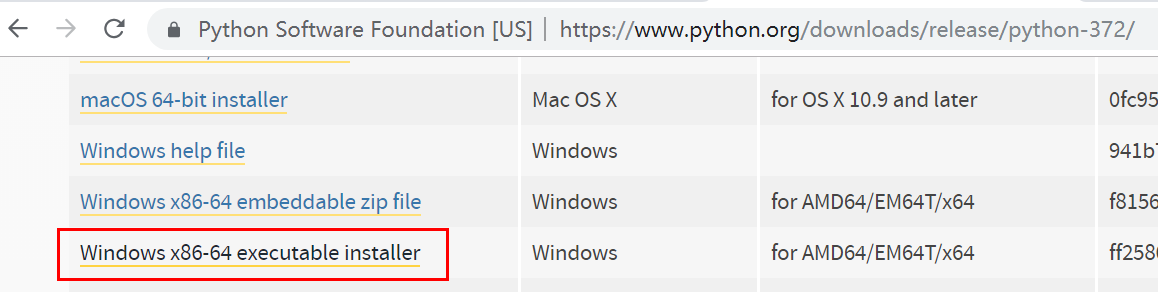 Python Software Foundation [US] | https://www.python.org/downloads/release/python-372/
macOS 64-bit installer Mac OS X for OS X 10.9 and later 0fc95
Windows help file Windows 941b7
Windows x86-64 embeddable zip file Windows for AMD64/EM64T/x64 f8156
Windows x86-64 executable installer Windows for AMD64/EM64T/x64 ff258